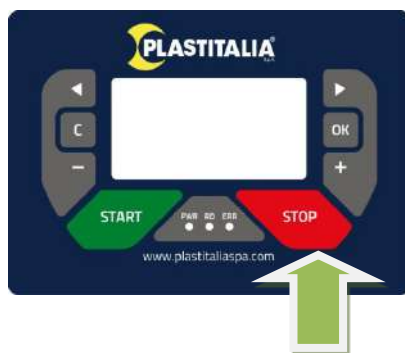 PLASTITALIA
C
OK
-
+
START
PWR RD ERR
STOP
www.plastitaliaspa.com